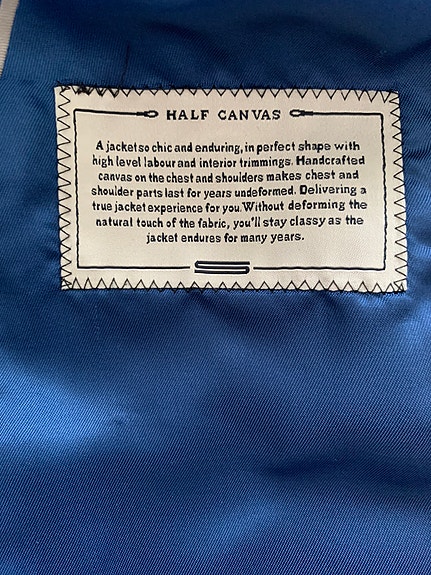 HALF CANVAS
A jacket so chic and enduring, in perfect shape with
high level labour and interior trimmings. Handcrafted
canvas on the chest and shoulders makes chest and
shoulder parts last for years undeformed. Delivering a
true jacket experience for you. Without deforming the
natural touch of the fabric, you'll stay classy as the
jacket endures for many years.